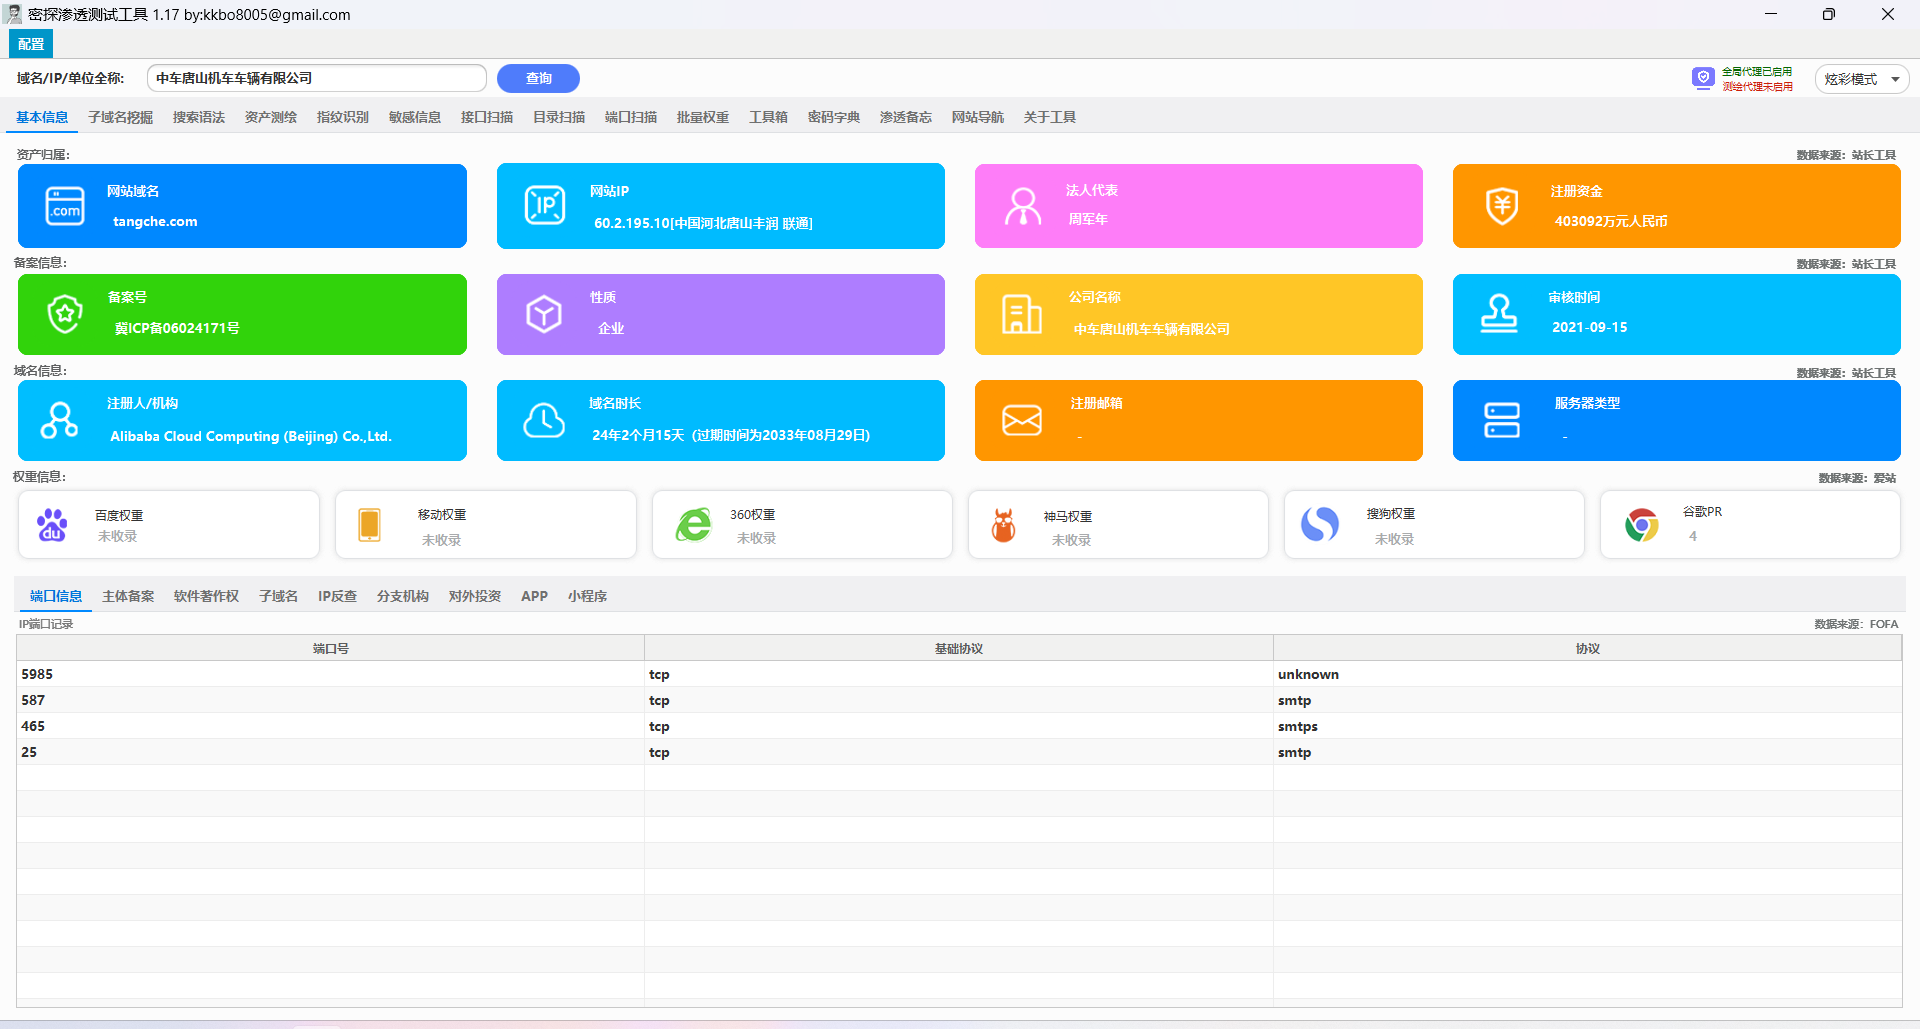 密探渗透测试工具 1.17 by:kkbo8005@gmail.com
配置
域名/IP/单位全称: 中车唐山机车车辆有限公司 查询 全局代理已启用 炫彩模式
测绘代理未启用
基本信息 子域名挖掘 搜索语法 资产测绘 指纹识别 敏感信息 接口扫描 目录扫描 端口扫描 批量权重 工具箱 密码字典 渗透备忘 网站导航 关于工具
资产归属: 数据来源：站长工具
网站域名 网站IP 法人代表 注册资金
.com IP
tangche.com 60.2.195.10[中国河北唐山丰润 联通] 周军年 403092万元人民币
备案信息: 数据来源：站长工具
备案号 性质 公司名称 审核时间
冀ICP备06024171号 企业 中车唐山机车车辆有限公司 2021-09-15
域名信息: 数据来源：站长工具
注册人/机构 域名时长 注册邮箱 服务器类型
Alibaba Cloud Computing (Beijing) Co.,Ltd. 24年2个月15天（过期时间为2033年08月29日） - -
权重信息: 数据来源：爱站
百度权重 移动权重 360权重 神马权重 搜狗权重 谷歌PR
du
未收录 未收录 未收录 未收录 未收录 4
端口信息 主体备案 软件著作权 子域名 IP反查 分支机构 对外投资 APP 小程序
IP端口记录 数据来源：FOFA
端口号 基础协议 协议
5985 tcp unknown
587 tcp smtp
465 tcp smtps
25 tcp smtp